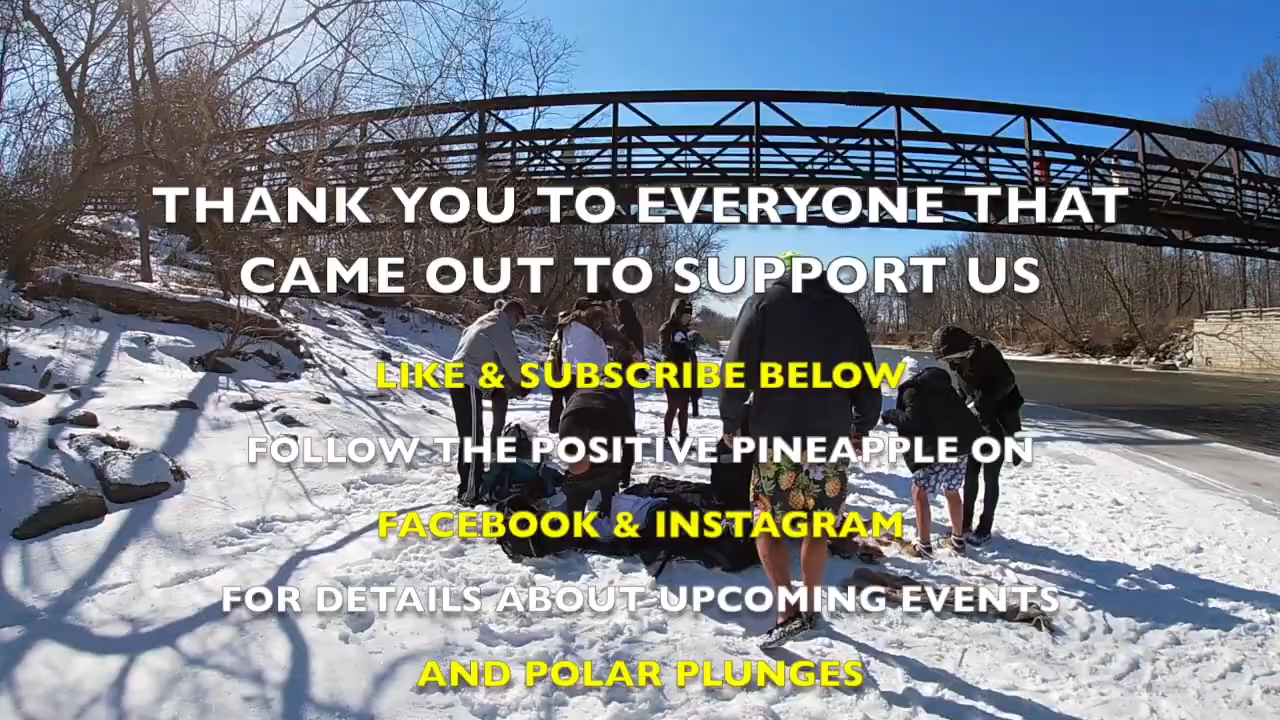 THANK YOU TO EVERYONE THAT
CAME OUT TO SUPPORT US
LIKE & SUBSCRIBE BELOW
FOLLOW THE POSITIVE PINEAPPLE ON
FACEBOOK & INSTAGRAM
FOR DETAILS ABOUT UPCOMING EVENTS
AND POLAR PLUNGES